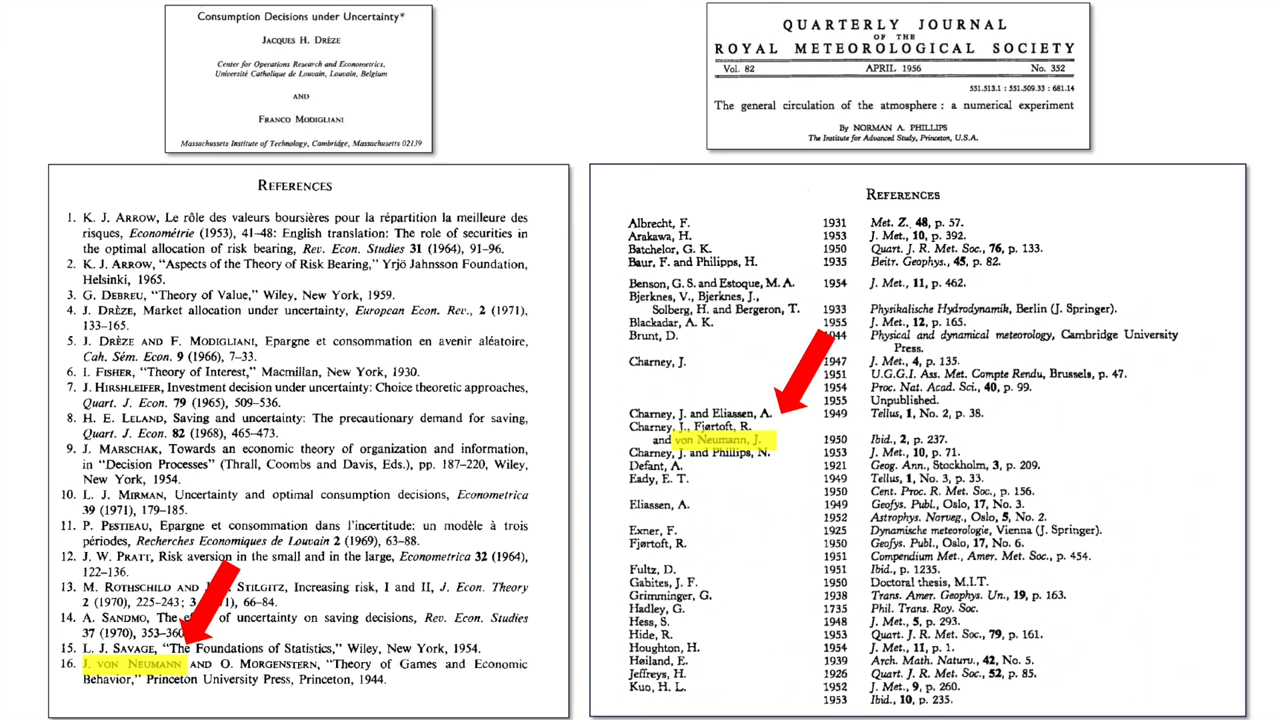 Consumption Decisions under Uncertainty*
JACQUES H. DRÈZE
Center for Operations Research and Econometrics,
Université Catholique de Louvain, Louvain, Belgium
AND
FRANCO MODIGLIANI
Massachussets Institute of Technology, Cambridge, Massachusetts 02139
QUARTERLY JOURNAL
OF THE
ROYAL METEOROLOGICAL SOCIETY
Vol. 82 APRIL 1956 No. 352
551.513.1 : 551.509.33 : 681.14
The general circulation of the atmosphere : a numerical experiment
By NORMAN A. PHILLIPS
The Institute for Advanced Study, Princeton, U.S.A.
REFERENCES
1. K. J. ARROW, Le rôle des valeurs boursières pour la répartition la meilleure des
risques, Econométrie (1953), 41–48: English translation: The role of securities in
the optimal allocation of risk bearing, Rev. Econ. Studies 31 (1964), 91–96.
2. K. J. ARROW, "Aspects of the Theory of Risk Bearing," Yrjö Jahnsson Foundation,
Helsinki, 1965.
3. G. DEBREU, "Theory of Value," Wiley, New York, 1959.
4. J. DRÈZE, Market allocation under uncertainty, European Econ. Rev., 2 (1971),
133–165.
5. J. DRÈZE AND F. MODIGLIANI, Epargne et consommation en avenir aléatoire,
Cah. Sém. Econ. 9 (1966), 7–33.
6. I. FISHER, "Theory of Interest," Macmillan, New York, 1930.
7. J. HIRSHLEIFER, Investment decision under uncertainty: Choice theoretic approaches,
Quart. J. Econ. 79 (1965), 509–536.
8. H. E. LELAND, Saving and uncertainty: The precautionary demand for saving,
Quart. J. Econ. 82 (1968), 465–473.
9. J. MARSCHAK, Towards an economic theory of organization and information,
in "Decision Processes" (Thrall, Coombs and Davis, Eds.), pp. 187–220, Wiley,
New York, 1954.
10. L. J. MIRMAN, Uncertainty and optimal consumption decisions, Econometrica
39 (1971), 179–185.
11. P. PESTIEAU, Epargne et consommation dans l'incertitude: un modèle à trois
périodes, Recherches Economiques de Louvain 2 (1969), 63–88.
12. J. W. PRATT, Risk aversion in the small and in the large, Econometrica 32 (1964),
122–136.
13. M. ROTHSCHILD AND STILGITZ, Increasing risk, I and II, J. Econ. Theory
2 (1970), 225–243; 3 1), 66–84.
14. A. SANDMO, The of uncertainty on saving decisions, Rev. Econ. Studies
37 (1970), 353–360
15. L. J. SAVAGE, "The Foundations of Statistics," Wiley, New York, 1954.
16. J. VON NEUMANN AND O. MORGENSTERN, "Theory of Games and Economic
Behavior," Princeton University Press, Princeton, 1944.
REFERENCES
Albrecht, F. 1931 Met. Z., 48, p. 57.
Arakawa, H. 1953 J. Met., 10, p. 392.
Batchelor, G. K. 1950 Quart. J. R. Met. Soc., 76, p. 133.
Baur, F. and Philipps, H. 1935 Beitr. Geophys., 45, p. 82.
Benson, G. S. and Estoque, M. A. 1954 J. Met., 11, p. 462.
Bjerknes, V., Bjerknes, J.,
Solberg, H. and Bergeron, T. 1933 Physikalische Hydrodynamik, Berlin (J. Springer).
Blackadar, A. K. 1955 J. Met., 12, p. 165.
Brunt, D. 1944 Physical and dynamical meteorology, Cambridge University
Press.
Charney, J. 1947 J. Met., 4, p. 135.
1951 U.G.G.I. Ass. Met. Compte Rendu, Brussels, p. 47.
1954 Proc. Nat. Acad. Sci., 40, p. 99.
1955 Unpublished.
Charney, J. and Eliassen, A. 1949 Tellus, 1, No. 2, p. 38.
Charney, J., Fjørtoft, R.
and von Neumann, J. 1950 Ibid., 2, p. 237.
Charney, J. and Phillips, N. 1953 J. Met., 10, p. 71.
Defant, A. 1921 Geog. Ann., Stockholm, 3, p. 209.
Eady, E. T. 1949 Tellus, 1, No. 3, p. 33.
1950 Cent. Proc. R. Met. Soc., p. 156.
Eliassen, A. 1949 Geofys. Publ., Oslo, 17, No. 3.
1952 Astrophys. Norveg., Oslo, 5, No. 2.
Exner, F. 1925 Dynamische meteorologie, Vienna (J. Springer).
Fjørtoft, R. 1950 Geofys. Publ., Oslo, 17, No. 6.
1951 Compendium Met., Amer. Met. Soc., p. 454.
Fultz, D. 1951 Ibid., p. 1235.
Gabites, J. F. 1950 Doctoral thesis, M.I.T.
Grimminger, G. 1938 Trans. Amer. Geophys. Un., 19, p. 163.
Hadley, G. 1735 Phil. Trans. Roy. Soc.
Hess, S. 1948 J. Met., 5, p. 293.
Hide, R. 1953 Quart. J. R. Met. Soc., 79, p. 161.
Houghton, H. 1954 J. Met., 11, p. 1.
Høiland, E. 1939 Arch. Math. Naturv., 42, No. 5.
Jeffreys, H. 1926 Quart. J. R. Met. Soc., 52, p. 85.
Kuo, H. L. 1952 J. Met., 9, p. 260.
1953 Ibid., 10, p. 235.